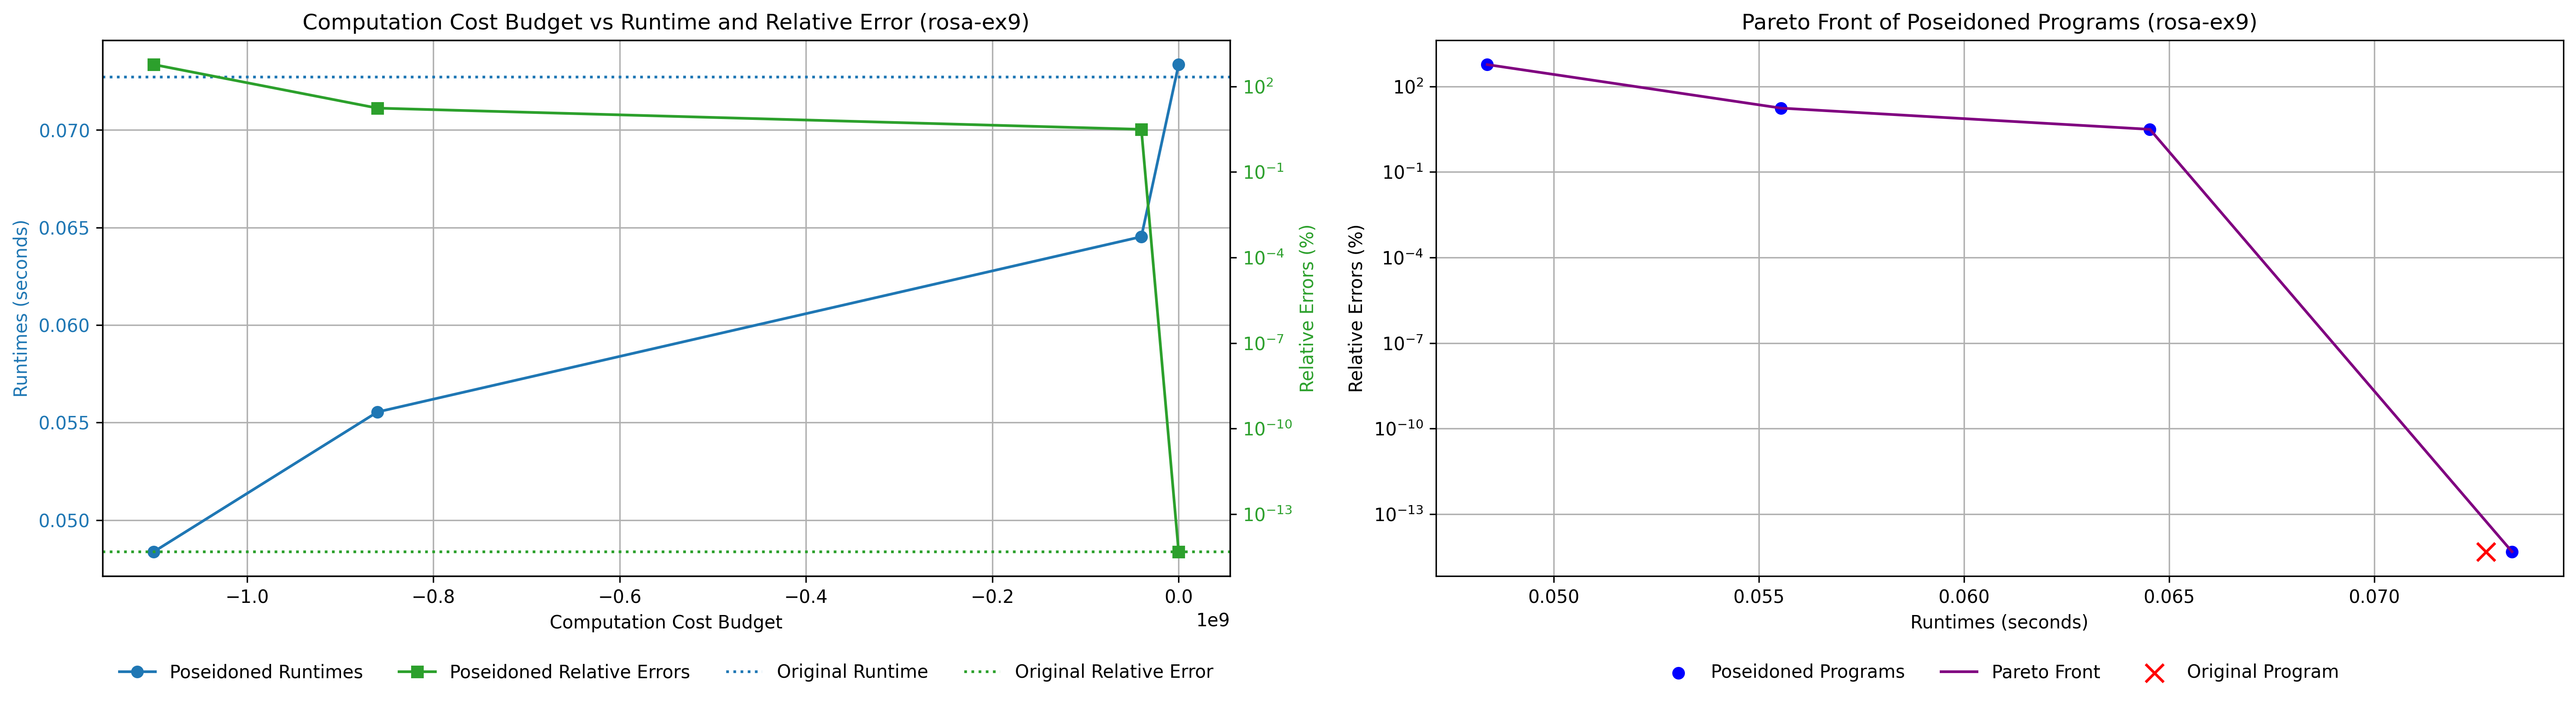 Computation Cost Budget vs Runtime and Relative Error (rosa-ex9)
Runtimes (seconds)
0.070
0.065
0.060
0.055
0.050
10²
10⁻¹
10⁻⁴
10⁻⁷
10⁻¹⁰
10⁻¹³
Relative Errors (%)
−1.0 −0.8 −0.6 −0.4 −0.2 0.0
1e9
Computation Cost Budget
Poseidoned Runtimes Poseidoned Relative Errors Original Runtime Original Relative Error
Pareto Front of Poseidoned Programs (rosa-ex9)
Relative Errors (%)
10²
10⁻¹
10⁻⁴
10⁻⁷
10⁻¹⁰
10⁻¹³
0.050 0.055 0.060 0.065 0.070
Runtimes (seconds)
Poseidoned Programs Pareto Front Original Program